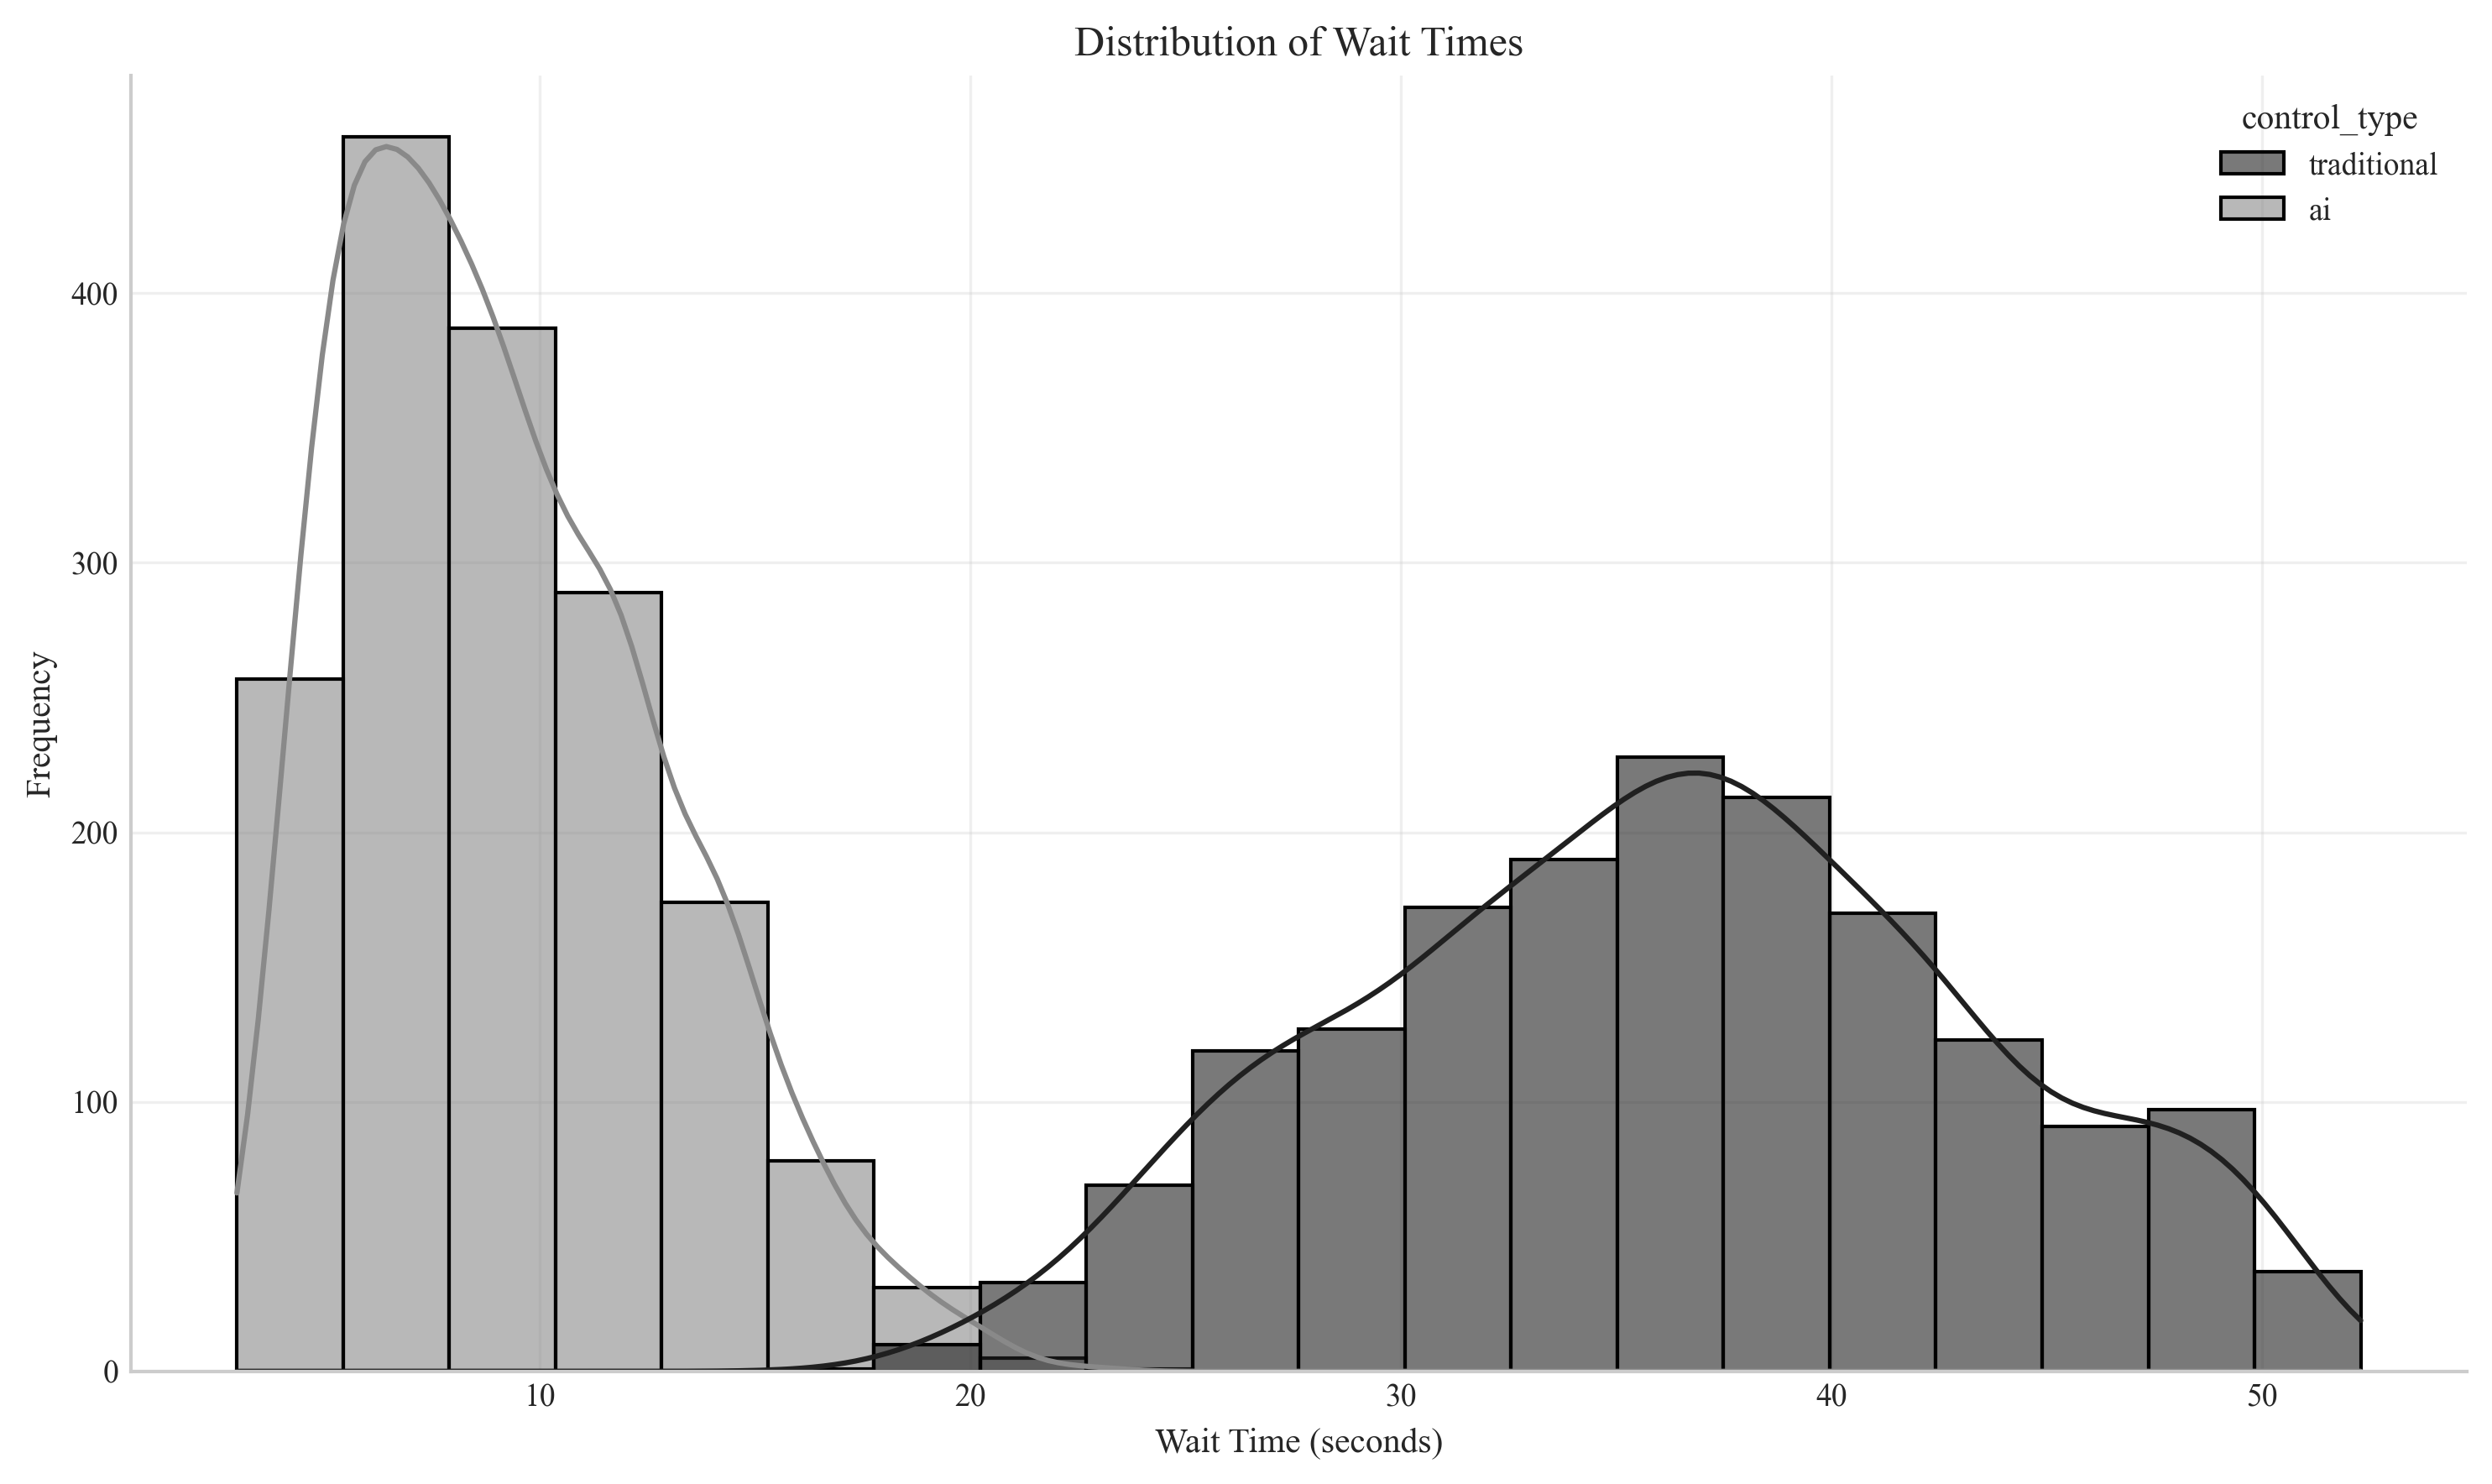 Distribution of Wait Times
control_type
traditional
ai
Frequency
400
300
200
100
0
10 20 30 40 50
Wait Time (seconds)